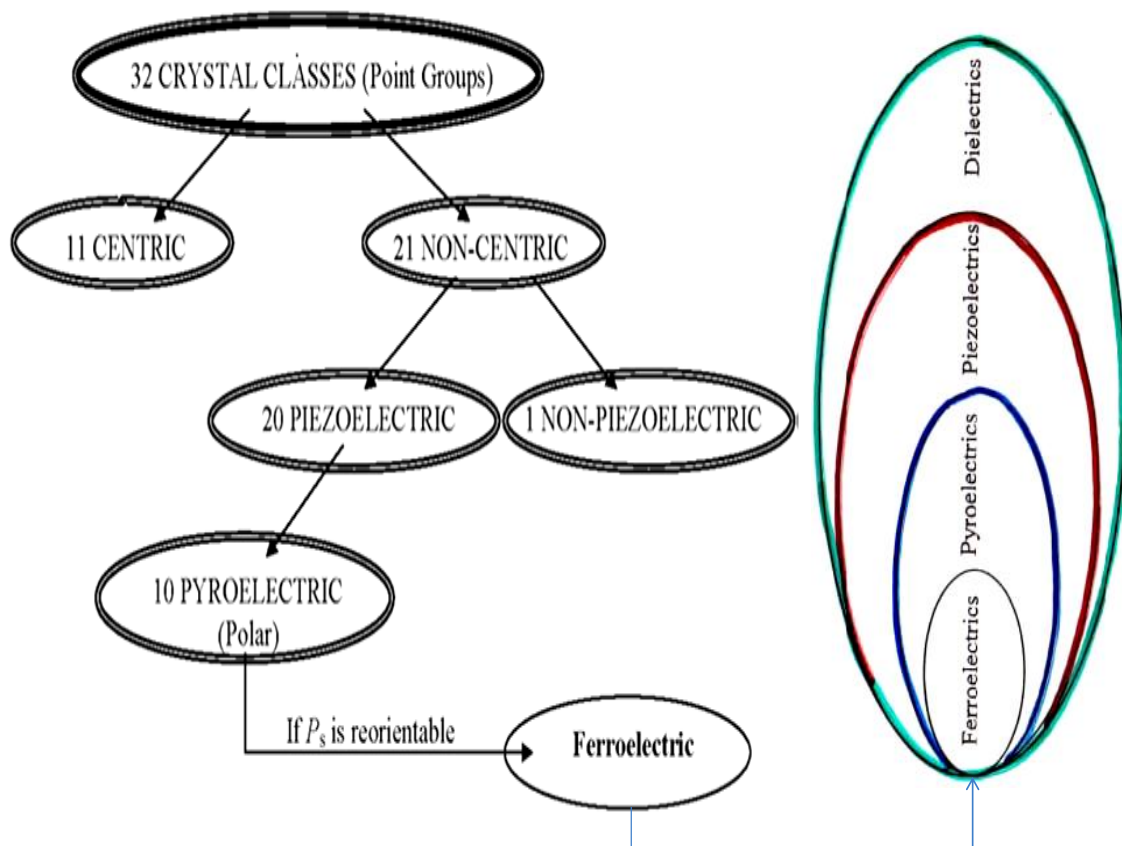 32 CRYSTAL CLASSES (Point Groups)
11 CENTRIC
21 NON-CENTRIC
20 PIEZOELECTRIC
1 NON-PIEZOELECTRIC
10 PYROELECTRIC
(Polar)
If Ps is reorientable
Ferroelectric
Dielectrics
Piezoelectrics
Pyroelectrics
Ferroelectrics